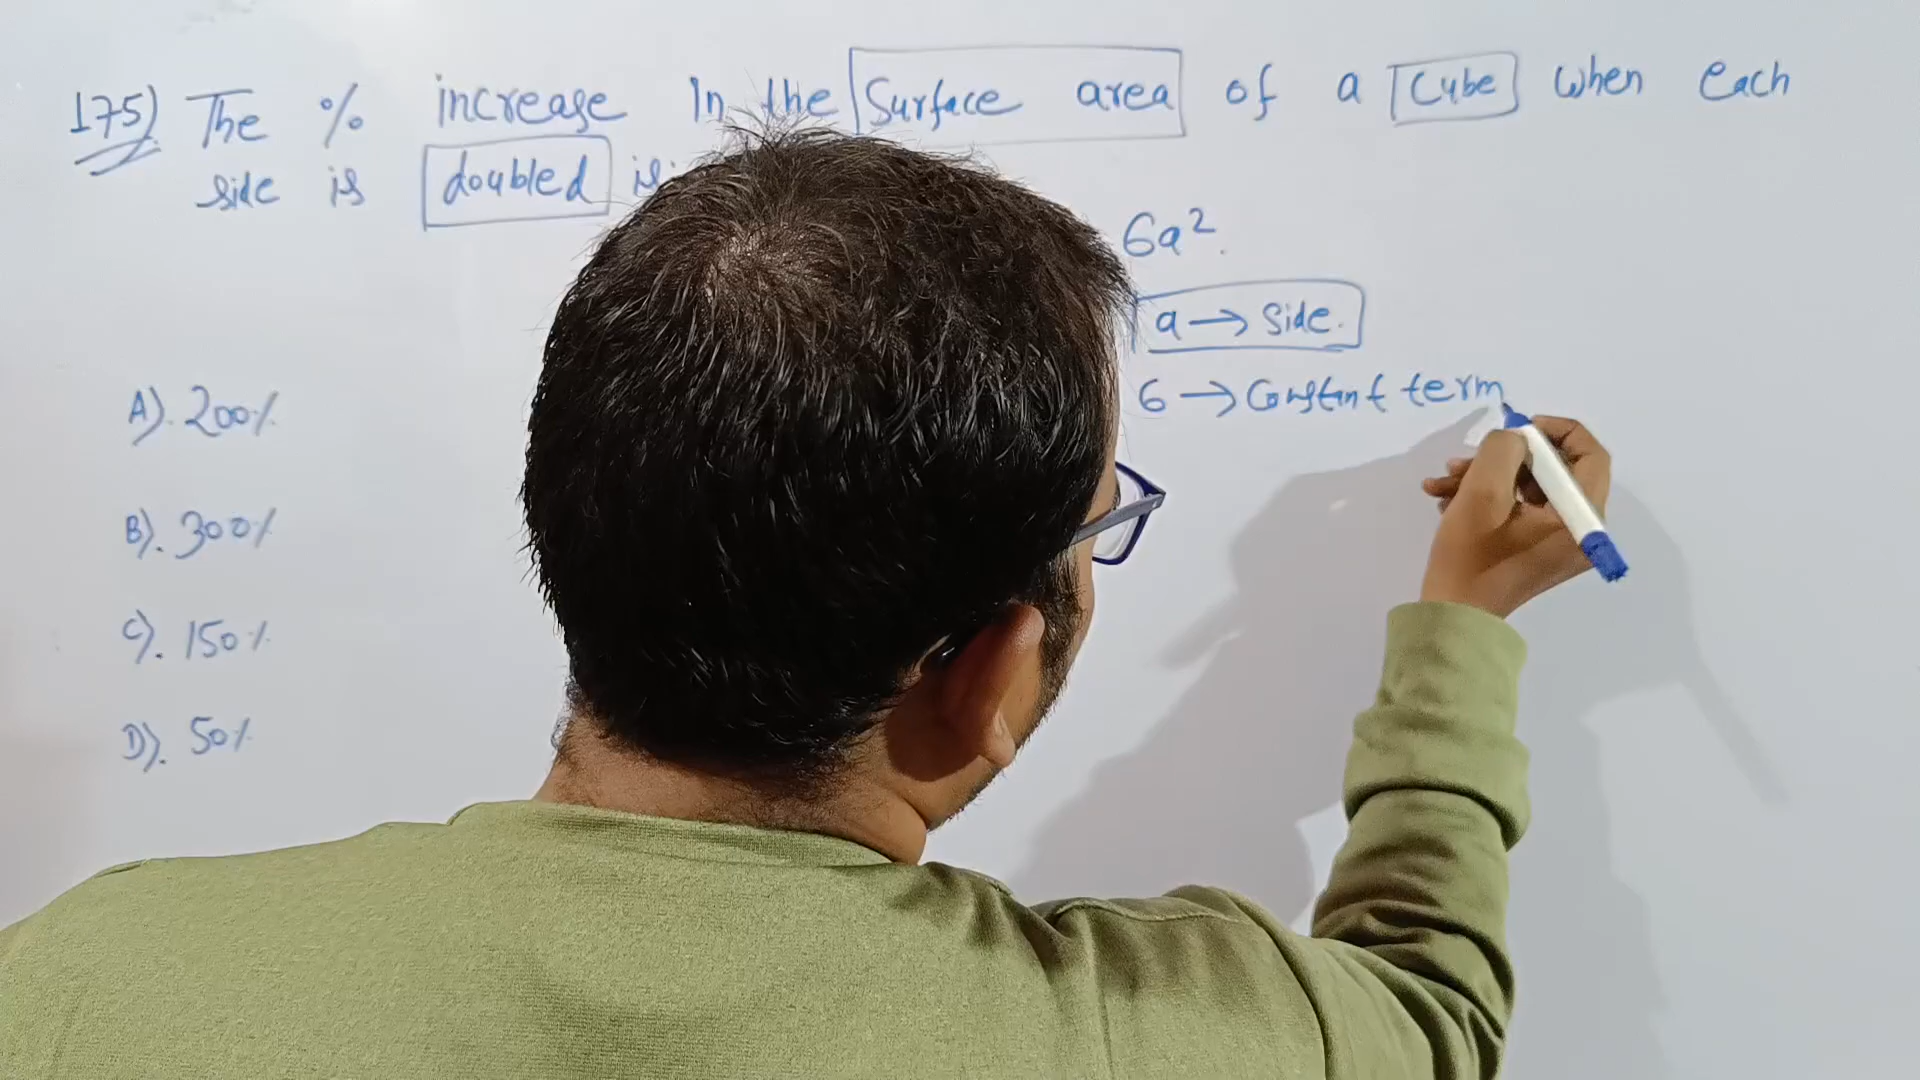 175) The % increase In the Surface area of a Cube when each
side is doubled is
6a².
a → Side.
6 → Constant term
A). 200%
B). 300%
C). 150%
D). 50%